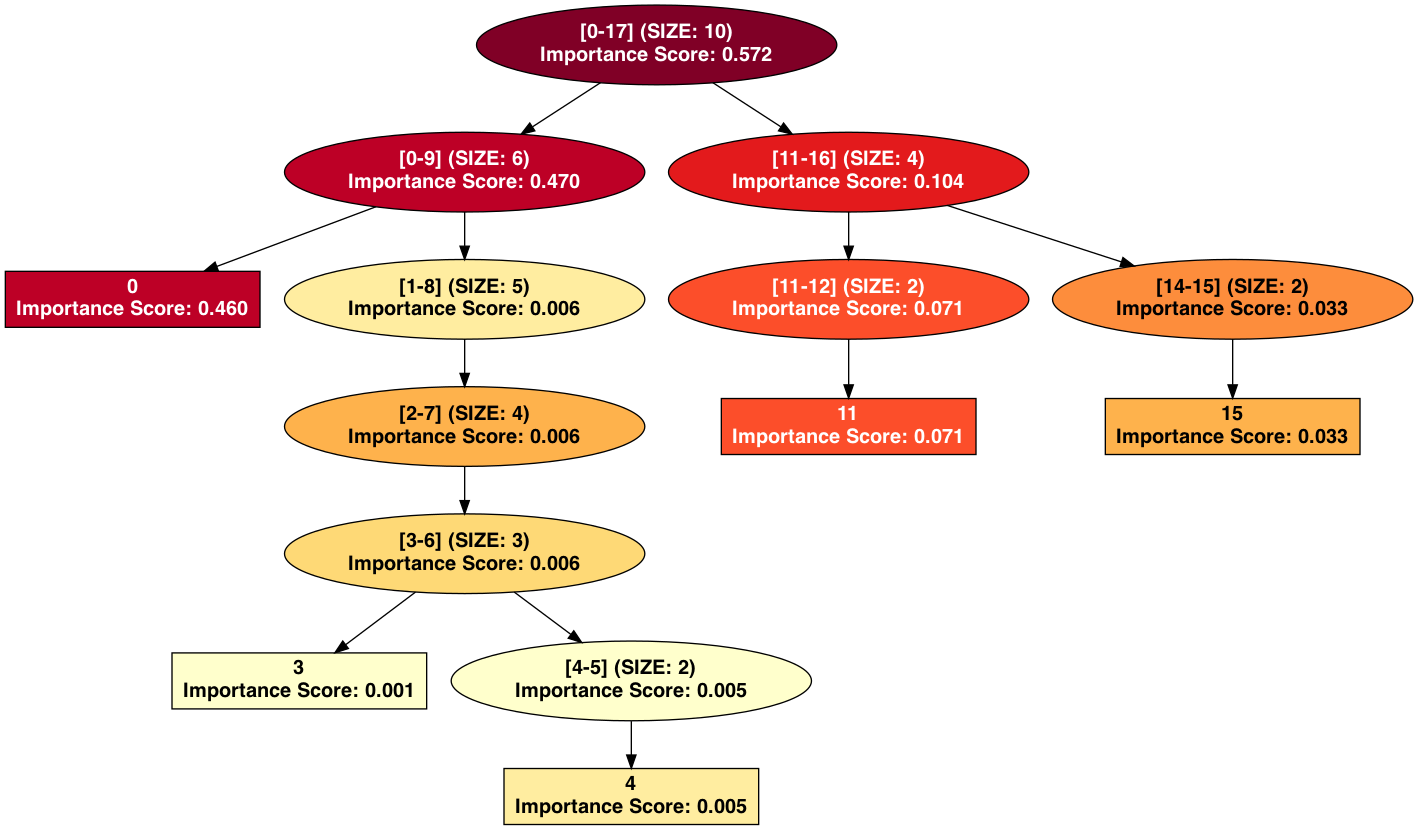 [0-17] (SIZE: 10)
Importance Score: 0.572
[0-9] (SIZE: 6)
Importance Score: 0.470
[11-16] (SIZE: 4)
Importance Score: 0.104
0
Importance Score: 0.460
[1-8] (SIZE: 5)
Importance Score: 0.006
[11-12] (SIZE: 2)
Importance Score: 0.071
[14-15] (SIZE: 2)
Importance Score: 0.033
[2-7] (SIZE: 4)
Importance Score: 0.006
11
Importance Score: 0.071
15
Importance Score: 0.033
[3-6] (SIZE: 3)
Importance Score: 0.006
3
Importance Score: 0.001
[4-5] (SIZE: 2)
Importance Score: 0.005
4
Importance Score: 0.005